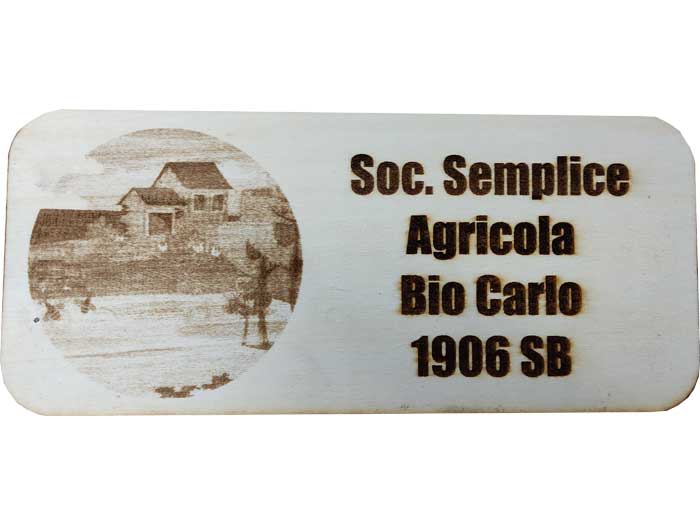 Soc. Semplice
Agricola
Bio Carlo
1906 SB